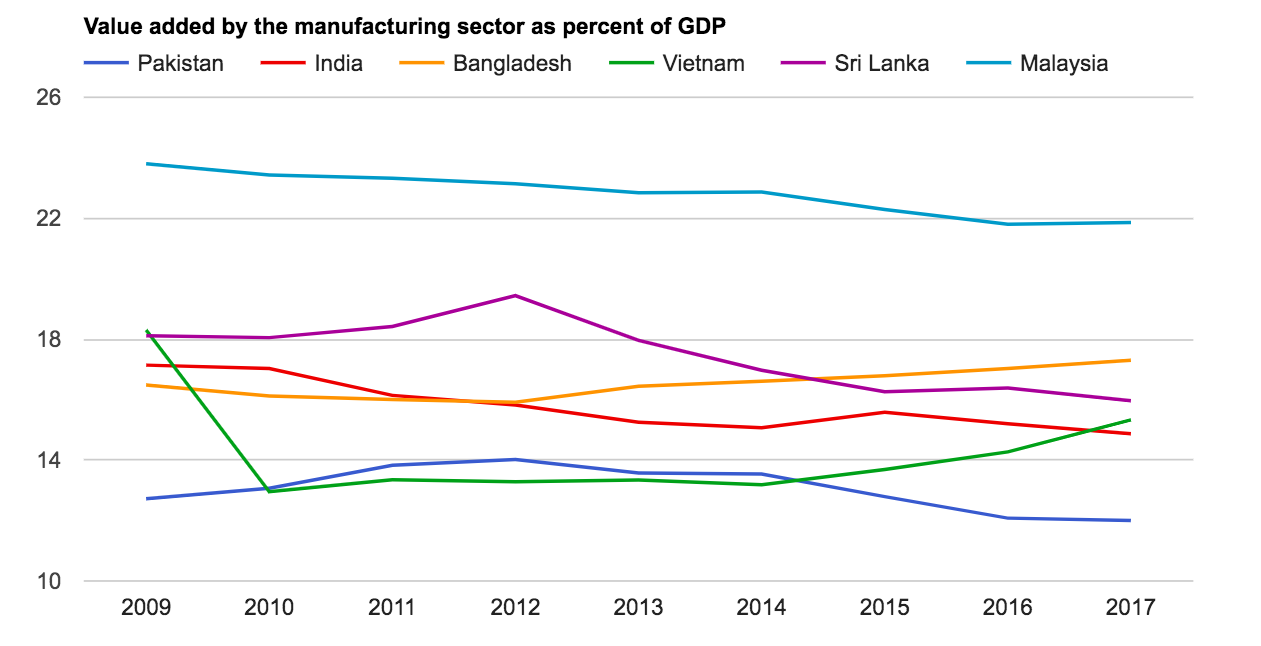 Value added by the manufacturing sector as percent of GDP
Pakistan India Bangladesh Vietnam Sri Lanka Malaysia
26
22
18
14
10
2009 2010 2011 2012 2013 2014 2015 2016 2017